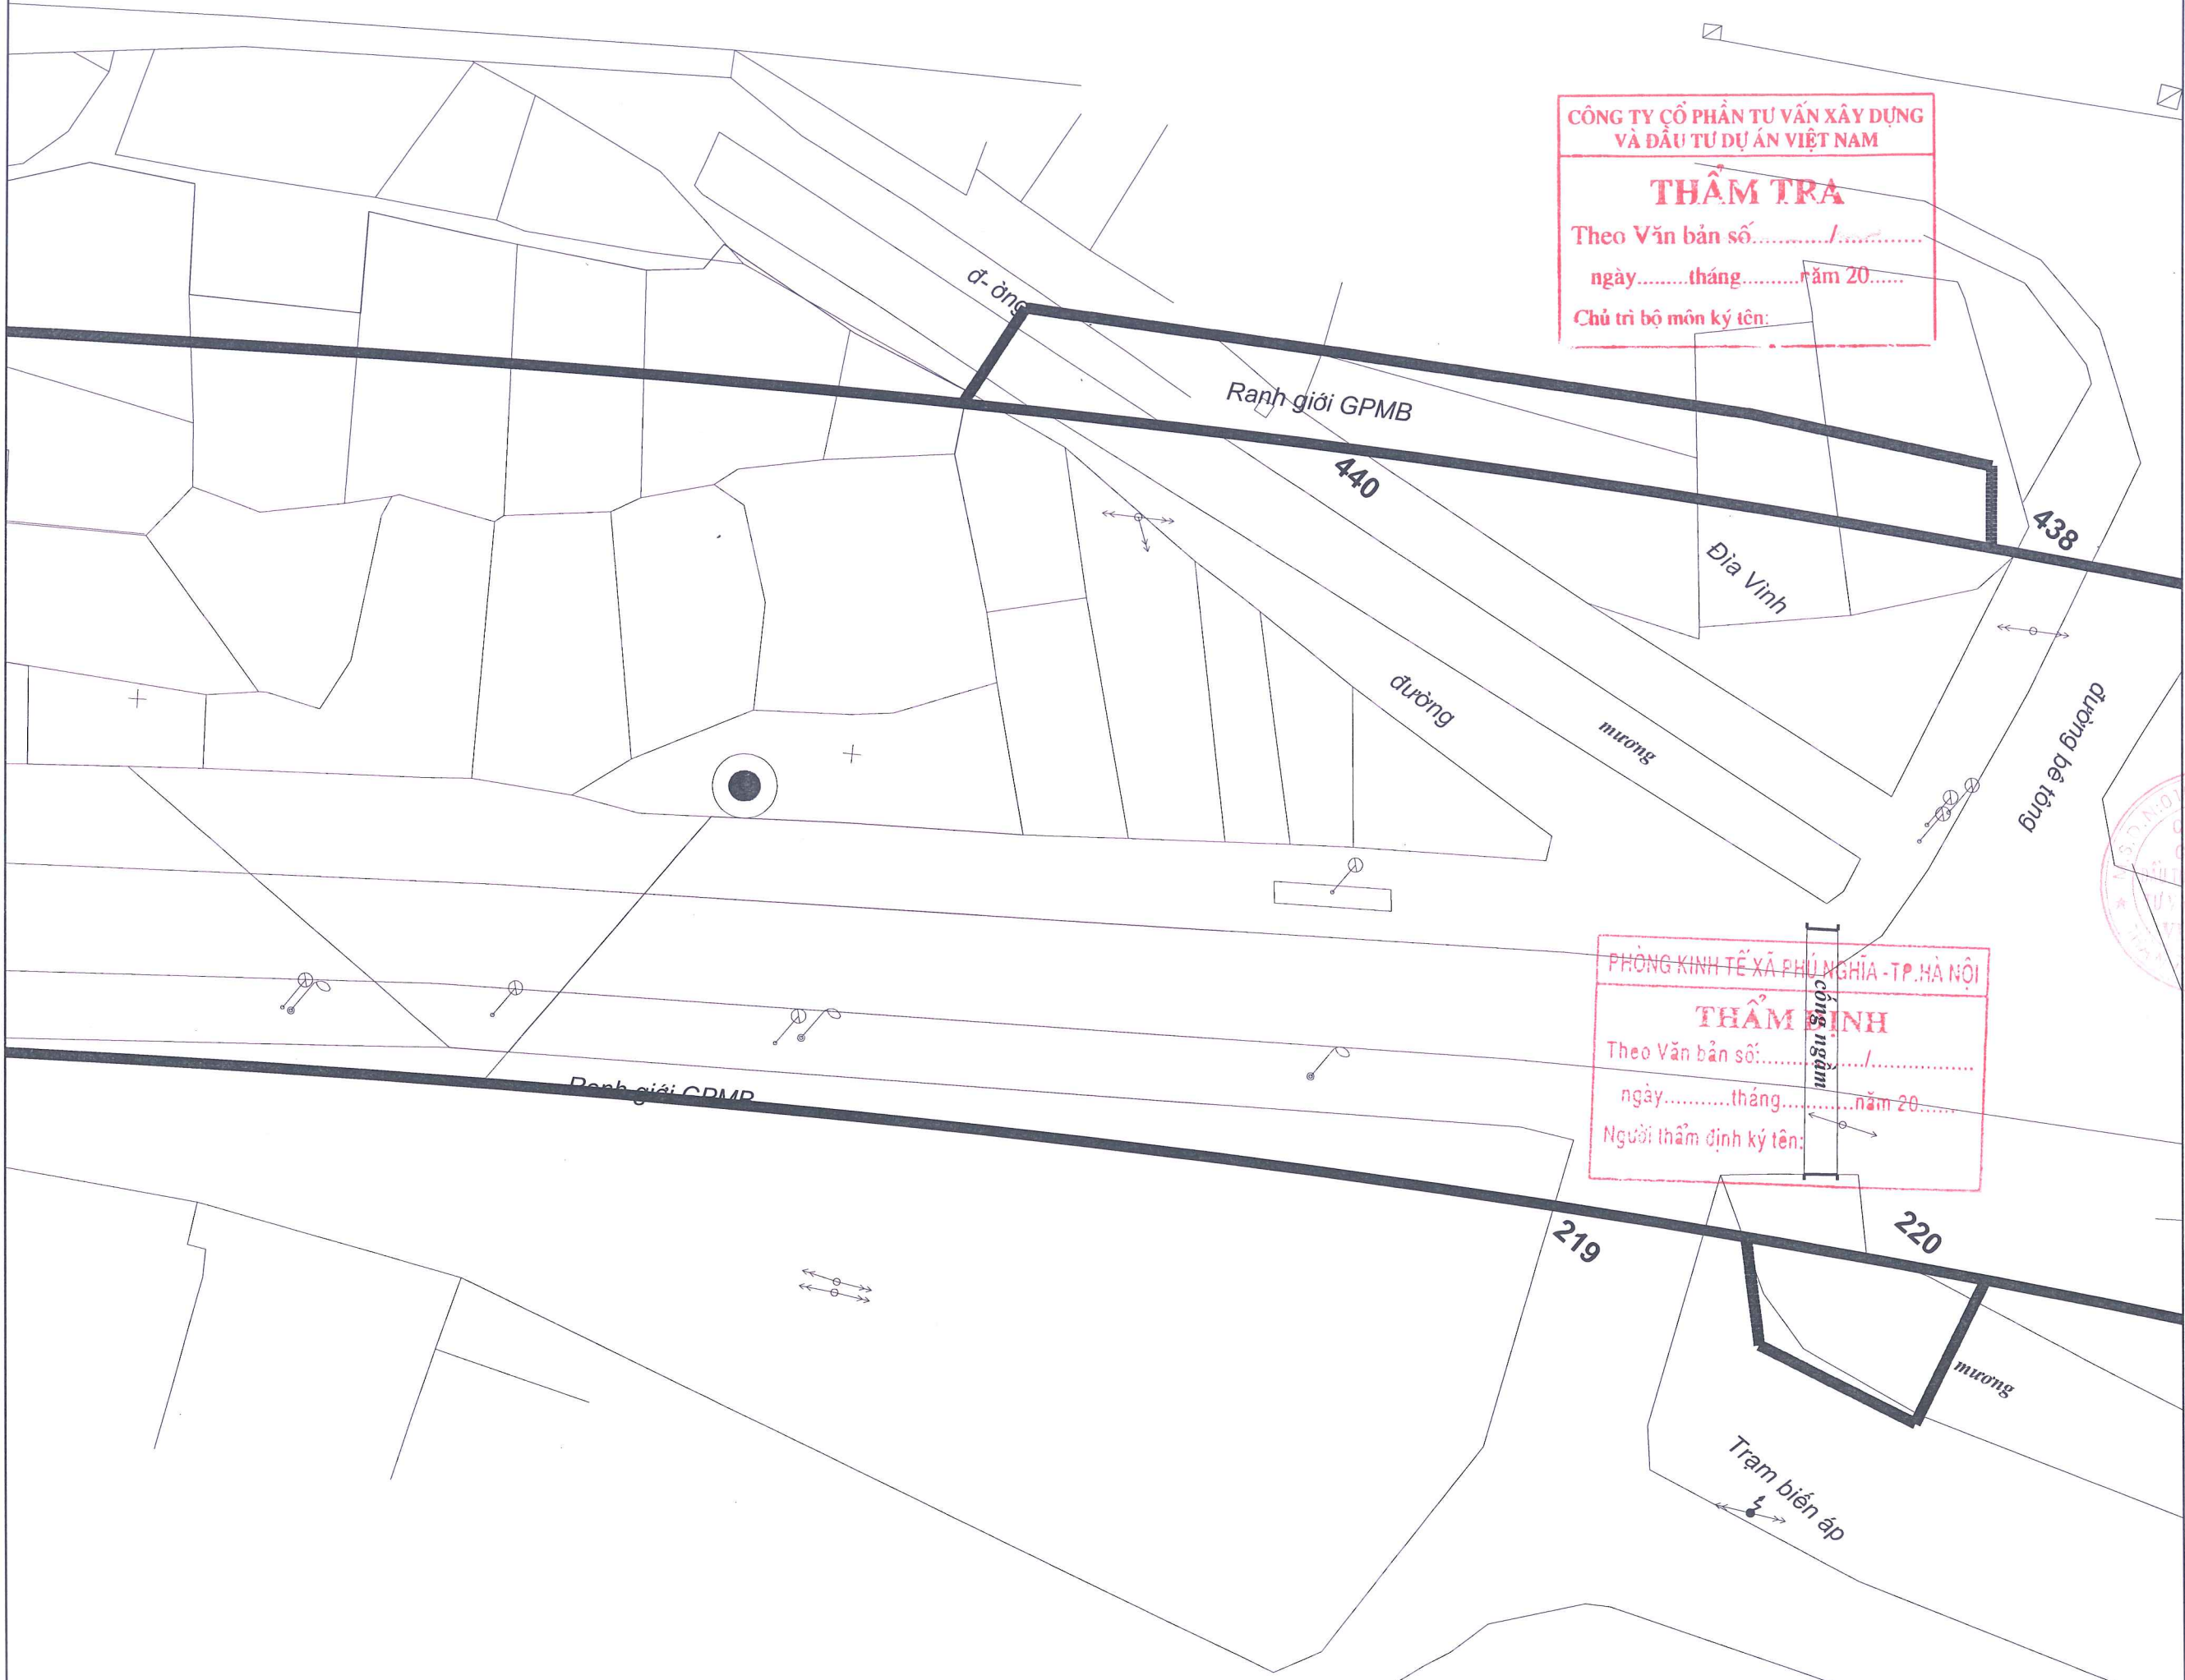 CÔNG TY CỔ PHẦN TƯ VẤN XÂY DỰNG
VÀ ĐẦU TƯ DỰ ÁN VIỆT NAM
THẨM TRA
Theo Văn bản số.........../.............
ngày.........tháng..........năm 20......
Chủ trì bộ môn ký tên:
đ-ờng
Ranh giới GPMB
440
438
Đìa Vình
đường
mương
đường bê tông
PHÒNG KINH TẾ XÃ PHÚ NGHĨA - TP.HÀ NỘI
THẨM ĐỊNH
Theo Văn bản số:................/................
ngày...........tháng............năm 20......
Người thẩm định ký tên:
cống ngầm
Ranh giới GPMB
219
220
mương
Trạm biến áp